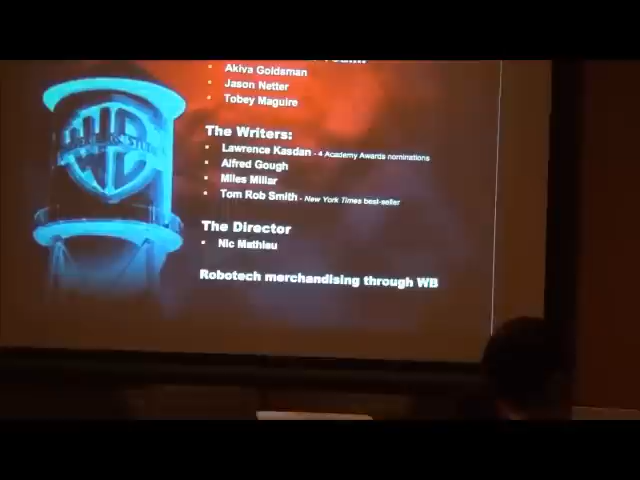 Akiva Goldsman
Jason Netter
Tobey Maguire
The Writers:
Lawrence Kasdan - 4 Academy Awards nominations
Alfred Gough
Miles Millar
Tom Rob Smith - New York Times best-seller
The Director
Nic Mathieu
Robotech merchandising through WB
WB